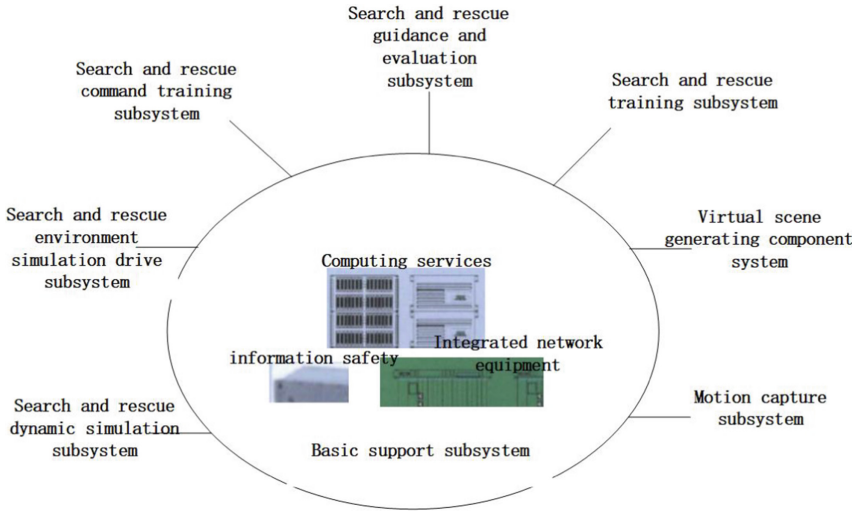 Search and rescue
guidance and
evaluation
subsystem
Search and rescue
command training
subsystem
Search and rescue
training subsystem
Search and rescue
environment
simulation drive
subsystem
Virtual scene
generating component
system
Computing services
Integrated network
equipment
information safety
Search and rescue
dynamic simulation
subsystem
Motion capture
subsystem
Basic support subsystem